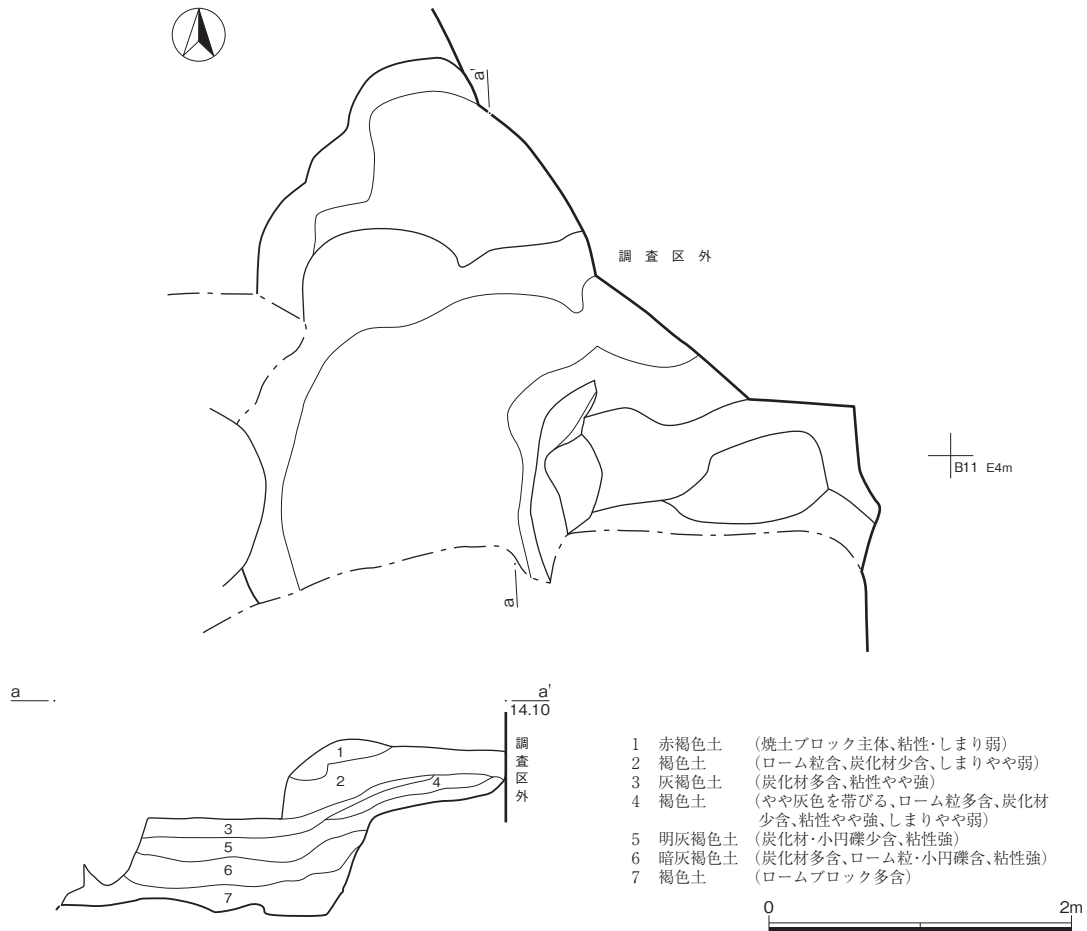 a'
調査区外
B11 E4m
a
a a'
14.10
調査区外
1
2
3
4
5
6
7
1 赤褐色土 （焼土ブロック主体、粘性・しまり弱）
2 褐色土 （ローム粒含、炭化材少含、しまりやや弱）
3 灰褐色土 （炭化材多含、粘性やや強）
4 褐色土 （やや灰色を帯びる、ローム粒多含、炭化材
少含、粘性やや強、しまりやや弱）
5 明灰褐色土 （炭化材・小円礫少含、粘性強）
6 暗灰褐色土 （炭化材多含、ローム粒・小円礫含、粘性強）
7 褐色土 （ロームブロック多含）
0 2m